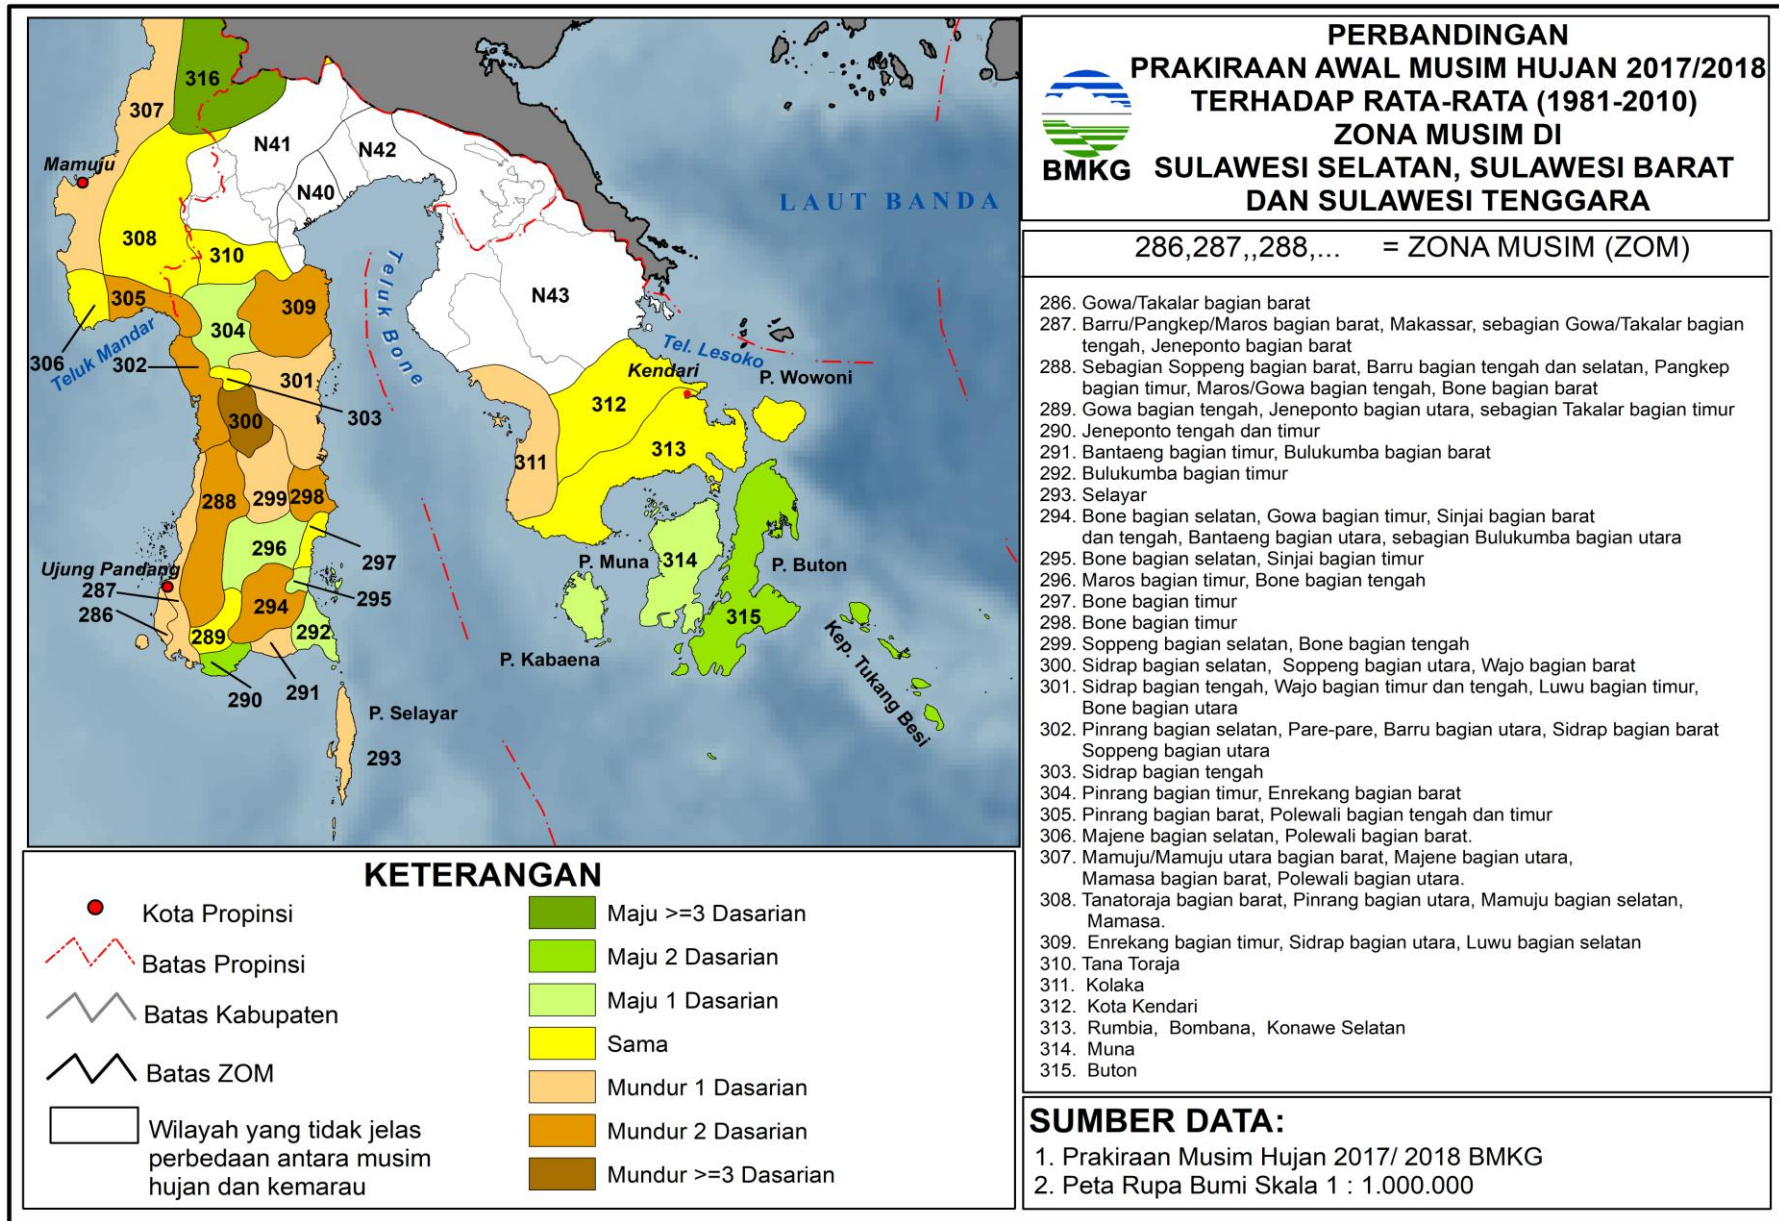 PERBANDINGAN
PRAKIRAAN AWAL MUSIM HUJAN 2017/2018
TERHADAP RATA-RATA (1981-2010)
ZONA MUSIM DI
SULAWESI SELATAN, SULAWESI BARAT
DAN SULAWESI TENGGARA
BMKG
286,287,,288,... = ZONA MUSIM (ZOM)
286. Gowa/Takalar bagian barat
287. Barru/Pangkep/Maros bagian barat, Makassar, sebagian Gowa/Takalar bagian
tengah, Jeneponto bagian barat
288. Sebagian Soppeng bagian barat, Barru bagian tengah dan selatan, Pangkep
bagian timur, Maros/Gowa bagian tengah, Bone bagian barat
289. Gowa bagian tengah, Jeneponto bagian utara, sebagian Takalar bagian timur
290. Jeneponto tengah dan timur
291. Bantaeng bagian timur, Bulukumba bagian barat
292. Bulukumba bagian timur
293. Selayar
294. Bone bagian selatan, Gowa bagian timur, Sinjai bagian barat
dan tengah, Bantaeng bagian utara, sebagian Bulukumba bagian utara
295. Bone bagian selatan, Sinjai bagian timur
296. Maros bagian timur, Bone bagian tengah
297. Bone bagian timur
298. Bone bagian timur
299. Soppeng bagian selatan, Bone bagian tengah
300. Sidrap bagian selatan, Soppeng bagian utara, Wajo bagian barat
301. Sidrap bagian tengah, Wajo bagian timur dan tengah, Luwu bagian timur,
Bone bagian utara
302. Pinrang bagian selatan, Pare-pare, Barru bagian utara, Sidrap bagian barat
Soppeng bagian utara
303. Sidrap bagian tengah
304. Pinrang bagian timur, Enrekang bagian barat
305. Pinrang bagian barat, Polewali bagian tengah dan timur
306. Majene bagian selatan, Polewali bagian barat.
307. Mamuju/Mamuju utara bagian barat, Majene bagian utara,
Mamasa bagian barat, Polewali bagian utara.
308. Tanatoraja bagian barat, Pinrang bagian utara, Mamuju bagian selatan,
Mamasa.
309. Enrekang bagian timur, Sidrap bagian utara, Luwu bagian selatan
310. Tana Toraja
311. Kolaka
312. Kota Kendari
313. Rumbia, Bombana, Konawe Selatan
314. Muna
315. Buton
SUMBER DATA:
1. Prakiraan Musim Hujan 2017/ 2018 BMKG
2. Peta Rupa Bumi Skala 1 : 1.000.000
316
307
N41
N42
Mamuju
N40
LAUT BANDA
308
310
Teluk Bone
305
309
N43
304
306
Teluk Mandar
302
301
Tel. Lesoko
Kendari
P. Wowoni
303
312
300
313
311
288
299
298
296
297
P. Muna
314
P. Buton
Ujung Pandang
287
295
286
294
315
289
292
Kep. Tukang Besi
P. Kabaena
290
291
P. Selayar
293
KETERANGAN
Kota Propinsi
Batas Propinsi
Batas Kabupaten
Batas ZOM
Wilayah yang tidak jelas
perbedaan antara musim
hujan dan kemarau
Maju >=3 Dasarian
Maju 2 Dasarian
Maju 1 Dasarian
Sama
Mundur 1 Dasarian
Mundur 2 Dasarian
Mundur >=3 Dasarian